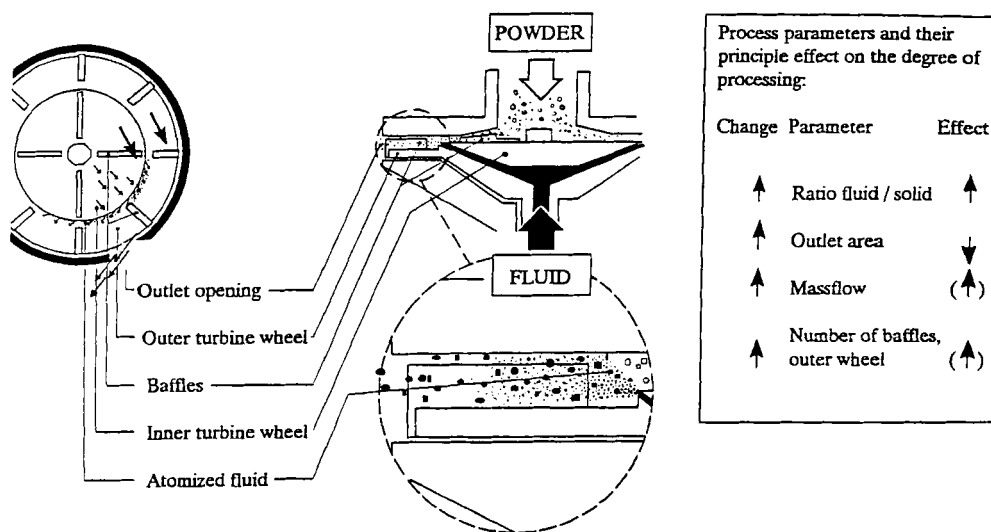 POWDER
FLUID
Outlet opening
Outer turbine wheel
Baffles
Inner turbine wheel
Atomized fluid
Process parameters and their
principle effect on the degree of
processing:
Change Parameter Effect
Ratio fluid / solid
Outlet area
Massflow ( )
Number of baffles,
outer wheel ( )